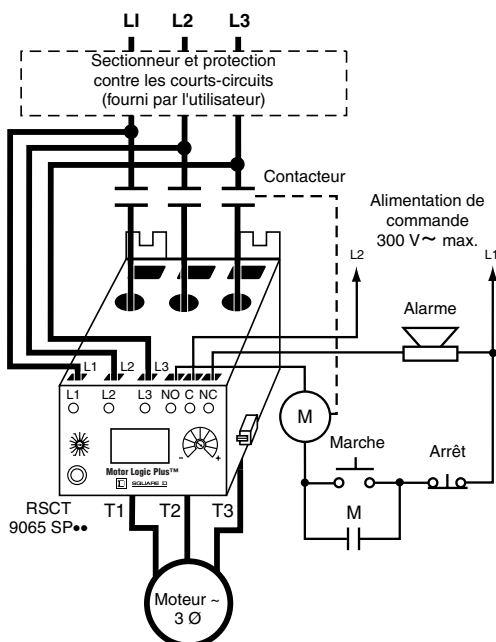 LI L2 L3
Sectionneur et protection
contre les courts-circuits
(fourni par l'utilisateur)
Contacteur
Alimentation de
commande
300 V~ max.
L2
L1
Alarme
L1 L2 L3
L1 L2 L3 NO C NC
M
Marche
Arrêt
- +
Motor Logic Plus™
D SQUARE D
M
RSCT
9065 SP●●
T1 T2 T3
Moteur ~
3 Ø